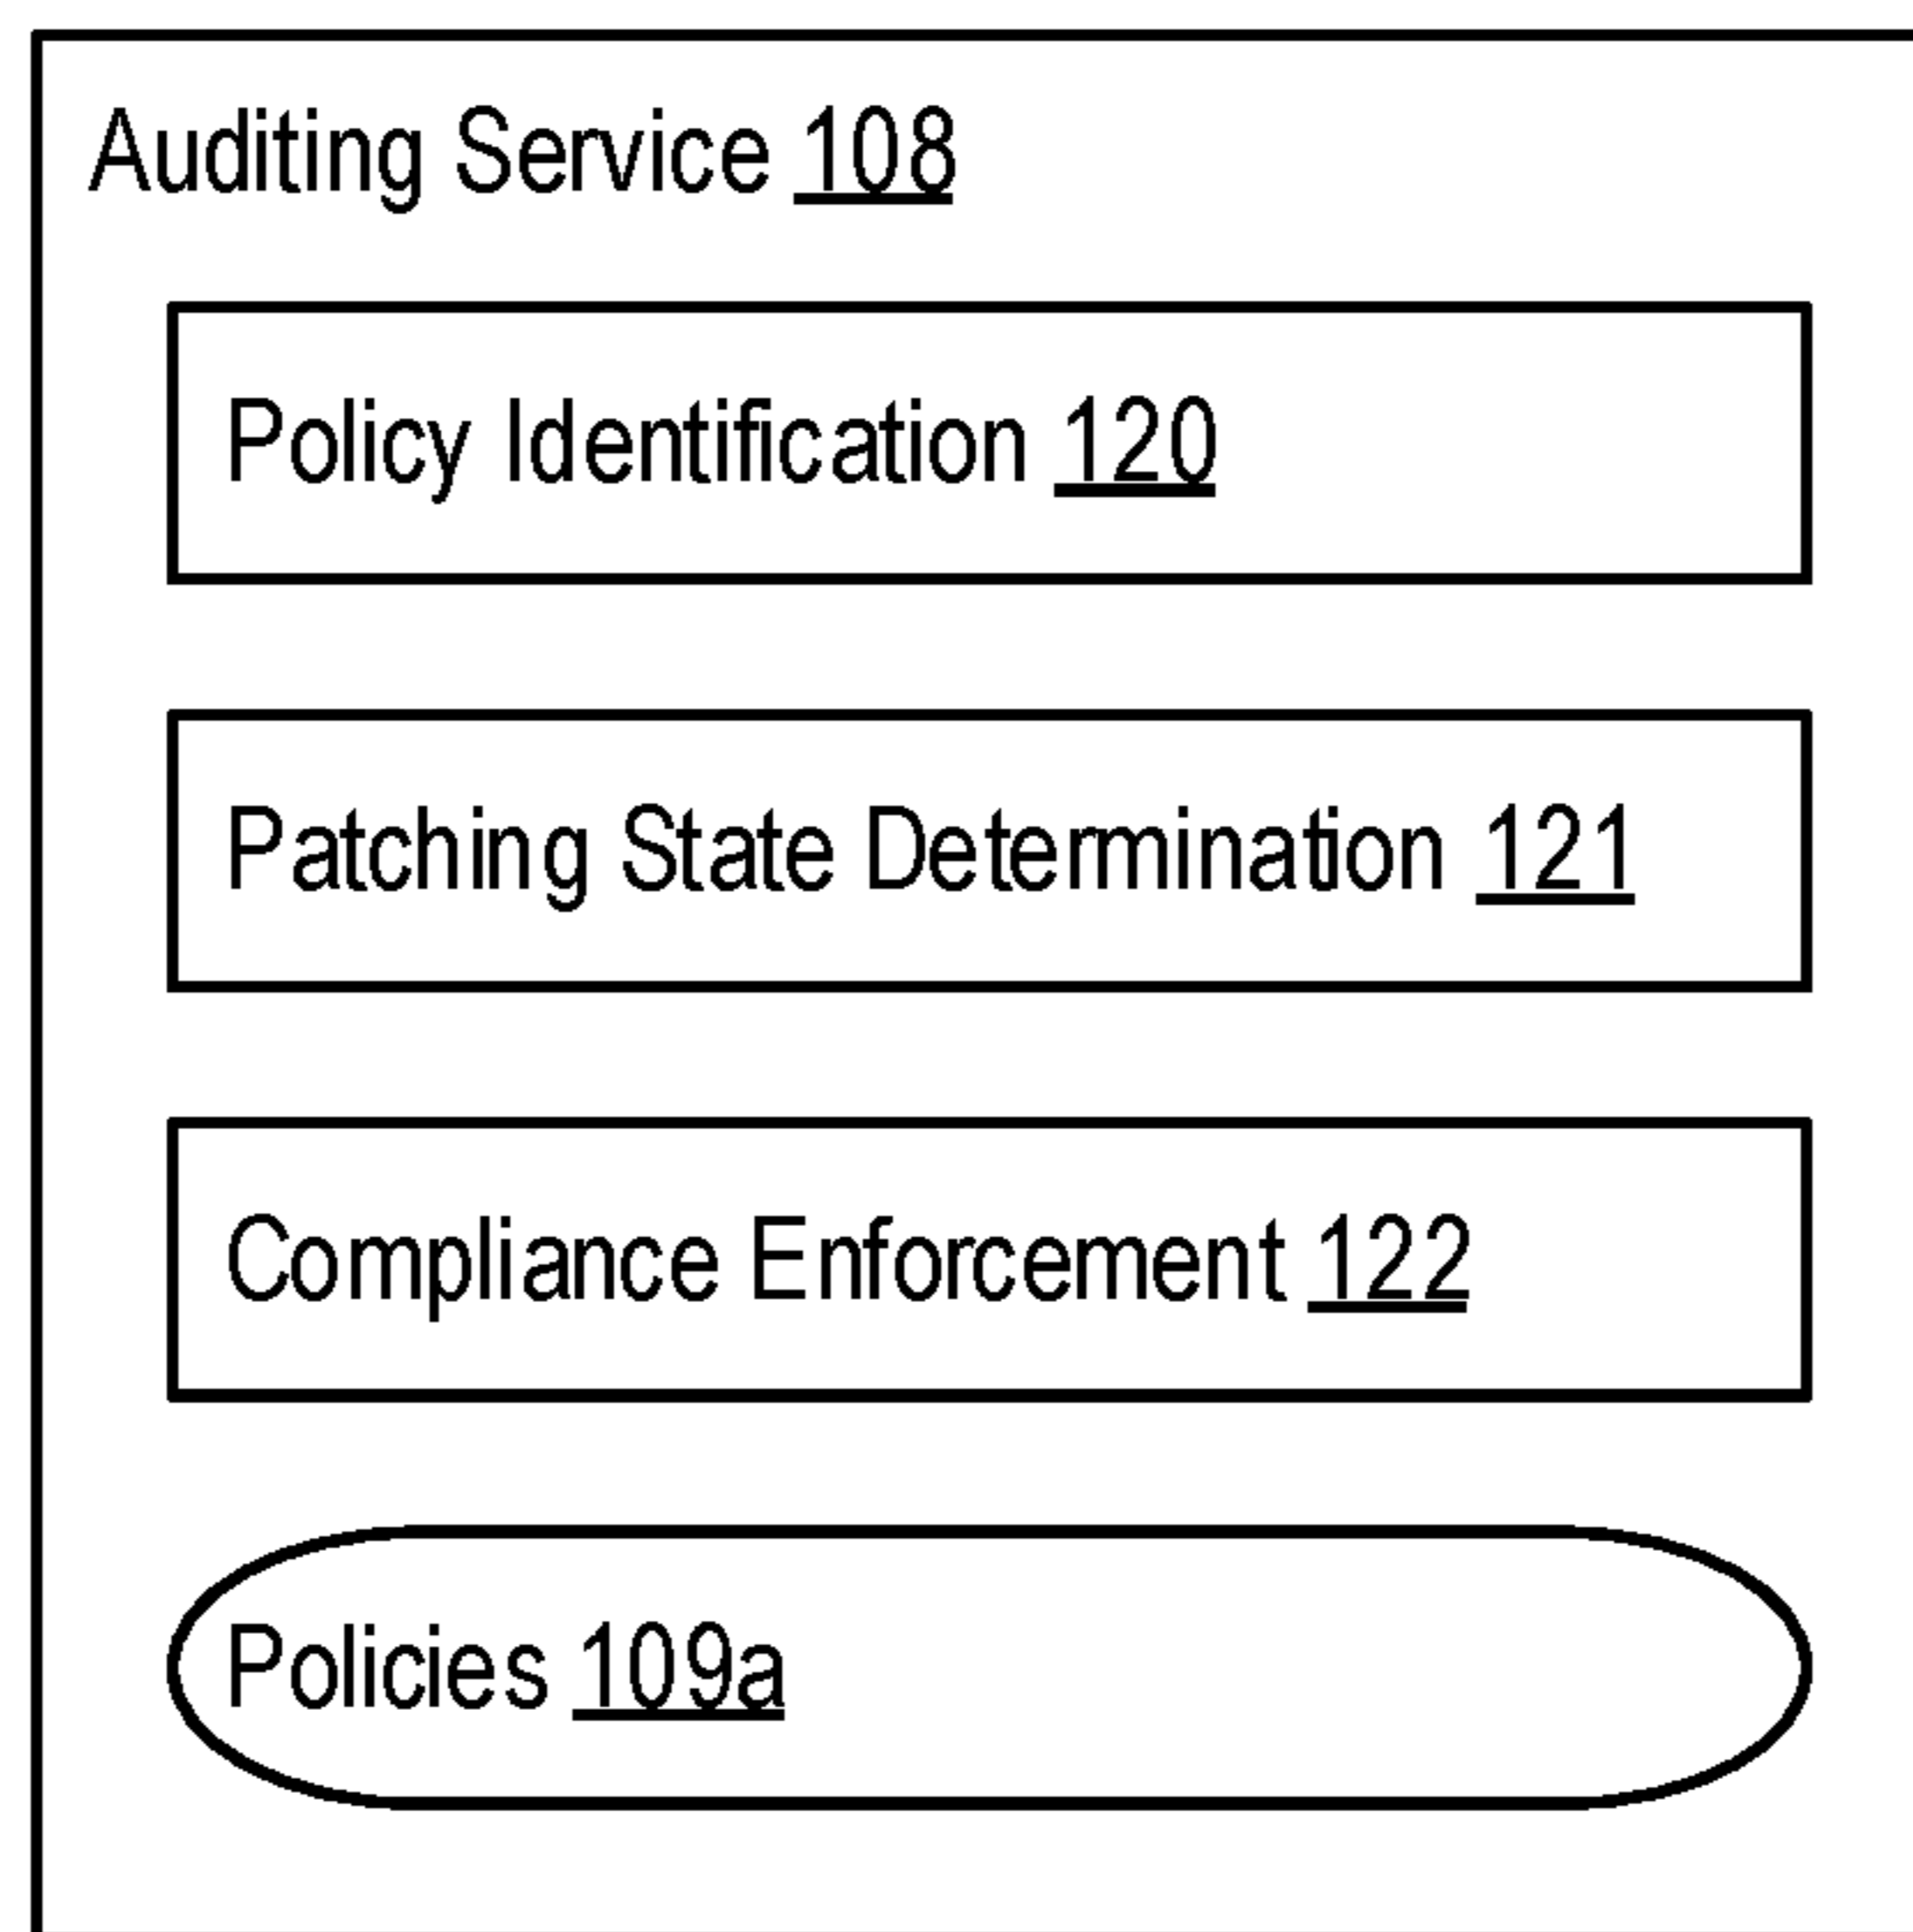 Auditing Service 108
Policy Identification 120
Patching State Determination 121
Compliance Enforcement 122
Policies 109a